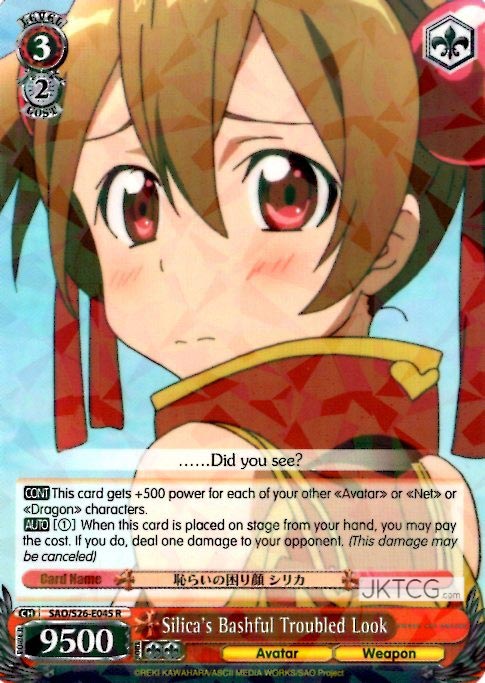 LEVEL
3
2
COST
……Did you see?
CONT This card gets +500 power for each of your other «Avatar» or «Net» or
«Dragon» characters.
AUTO [①] When this card is placed on stage from your hand, you may pay
the cost. If you do, deal one damage to your opponent. (This damage may
be canceled)
Card Name 恥らいの困り顔 シリカ
JKTCG.com
CH SAO/S26-E045 R
POWER 9500
Silica's Bashful Troubled Look
Avatar Weapon
©REKI KAWAHARA/ASCII MEDIA WORKS/SAO Project